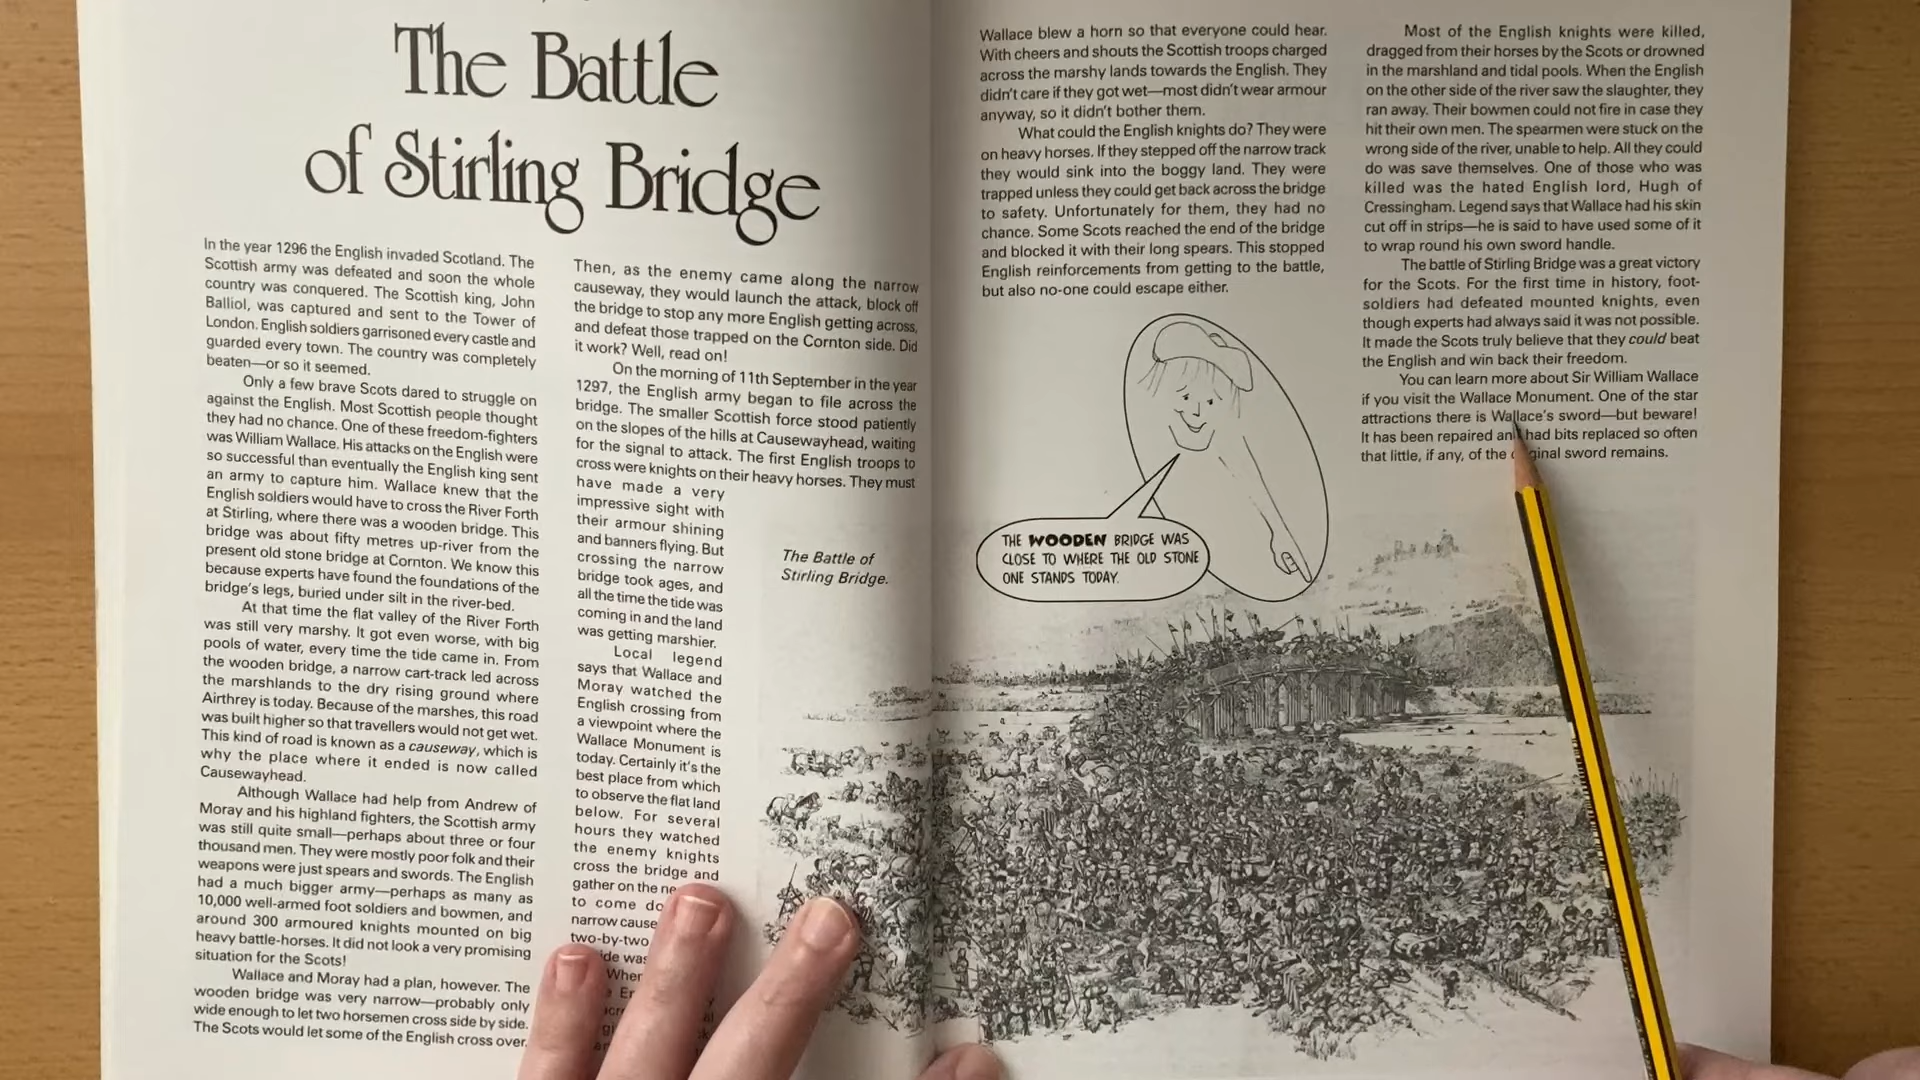 The Battle
of Stirling Bridge
In the year 1296 the English invaded Scotland. The
Scottish army was defeated and soon the whole
country was conquered. The Scottish king, John
Balliol, was captured and sent to the Tower of
London. English soldiers garrisoned every castle and
guarded every town. The country was completely
beaten—or so it seemed.
Only a few brave Scots dared to struggle on
against the English. Most Scottish people thought
they had no chance. One of these freedom-fighters
was William Wallace. His attacks on the English were
so successful than eventually the English king sent
an army to capture him. Wallace knew that the
English soldiers would have to cross the River Forth
at Stirling, where there was a wooden bridge. This
bridge was about fifty metres up-river from the
present old stone bridge at Cornton. We know this
because experts have found the foundations of the
bridge's legs, buried under silt in the river-bed.
At that time the flat valley of the River Forth
was still very marshy. It got even worse, with big
pools of water, every time the tide came in. From
the wooden bridge, a narrow cart-track led across
the marshlands to the dry rising ground where
Airthrey is today. Because of the marshes, this road
was built higher so that travellers would not get wet.
This kind of road is known as a causeway, which is
why the place where it ended is now called
Causewayhead.
Although Wallace had help from Andrew of
Moray and his highland fighters, the Scottish army
was still quite small—perhaps about three or four
thousand men. They were mostly poor folk and their
weapons were just spears and swords. The English
had a much bigger army—perhaps as many as
10,000 well-armed foot soldiers and bowmen, and
around 300 armoured knights mounted on big
heavy battle-horses. It did not look a very promising
situation for the Scots!
Wallace and Moray had a plan, however. The
wooden bridge was very narrow—probably only
wide enough to let two horsemen cross side by side.
The Scots would let some of the English cross over.
Then, as the enemy came along the narrow
causeway, they would launch the attack, block off
the bridge to stop any more English getting across,
and defeat those trapped on the Cornton side. Did
it work? Well, read on!
On the morning of 11th September in the year
1297, the English army began to file across the
bridge. The smaller Scottish force stood patiently
on the slopes of the hills at Causewayhead, waiting
for the signal to attack. The first English troops to
cross were knights on their heavy horses. They must
have made a very
impressive sight with
their armour shining
and banners flying. But
crossing the narrow
bridge took ages, and
all the time the tide was
coming in and the land
was getting marshier.
Local legend
says that Wallace and
Moray watched the
English crossing from
a viewpoint where the
Wallace Monument is
today. Certainly it's the
best place from which
to observe the flat land
below. For several
hours they watched
the enemy knights
cross the bridge and
gather on the
to come
narrow
two-by-two
was
The Battle of
Stirling Bridge.
Wallace blew a horn so that everyone could hear.
With cheers and shouts the Scottish troops charged
across the marshy lands towards the English. They
didn't care if they got wet—most didn't wear armour
anyway, so it didn't bother them.
What could the English knights do? They were
on heavy horses. If they stepped off the narrow track
they would sink into the boggy land. They were
trapped unless they could get back across the bridge
to safety. Unfortunately for them, they had no
chance. Some Scots reached the end of the bridge
and blocked it with their long spears. This stopped
English reinforcements from getting to the battle,
but also no-one could escape either.
THE WOODEN BRIDGE WAS
CLOSE TO WHERE THE OLD STONE
ONE STANDS TODAY.
Most of the English knights were killed,
dragged from their horses by the Scots or drowned
in the marshland and tidal pools. When the English
on the other side of the river saw the slaughter, they
ran away. Their bowmen could not fire in case they
hit their own men. The spearmen were stuck on the
wrong side of the river, unable to help. All they could
do was save themselves. One of those who was
killed was the hated English lord, Hugh of
Cressingham. Legend says that Wallace had his skin
cut off in strips—he is said to have used some of it
to wrap round his own sword handle.
The battle of Stirling Bridge was a great victory
for the Scots. For the first time in history, foot-
soldiers had defeated mounted knights, even
though experts had always said it was not possible.
It made the Scots truly believe that they could beat
the English and win back their freedom.
You can learn more about Sir William Wallace
if you visit the Wallace Monument. One of the star
attractions there is Wallace's sword—but beware!
It has been repaired and had bits replaced so often
that little, if any, of the original sword remains.